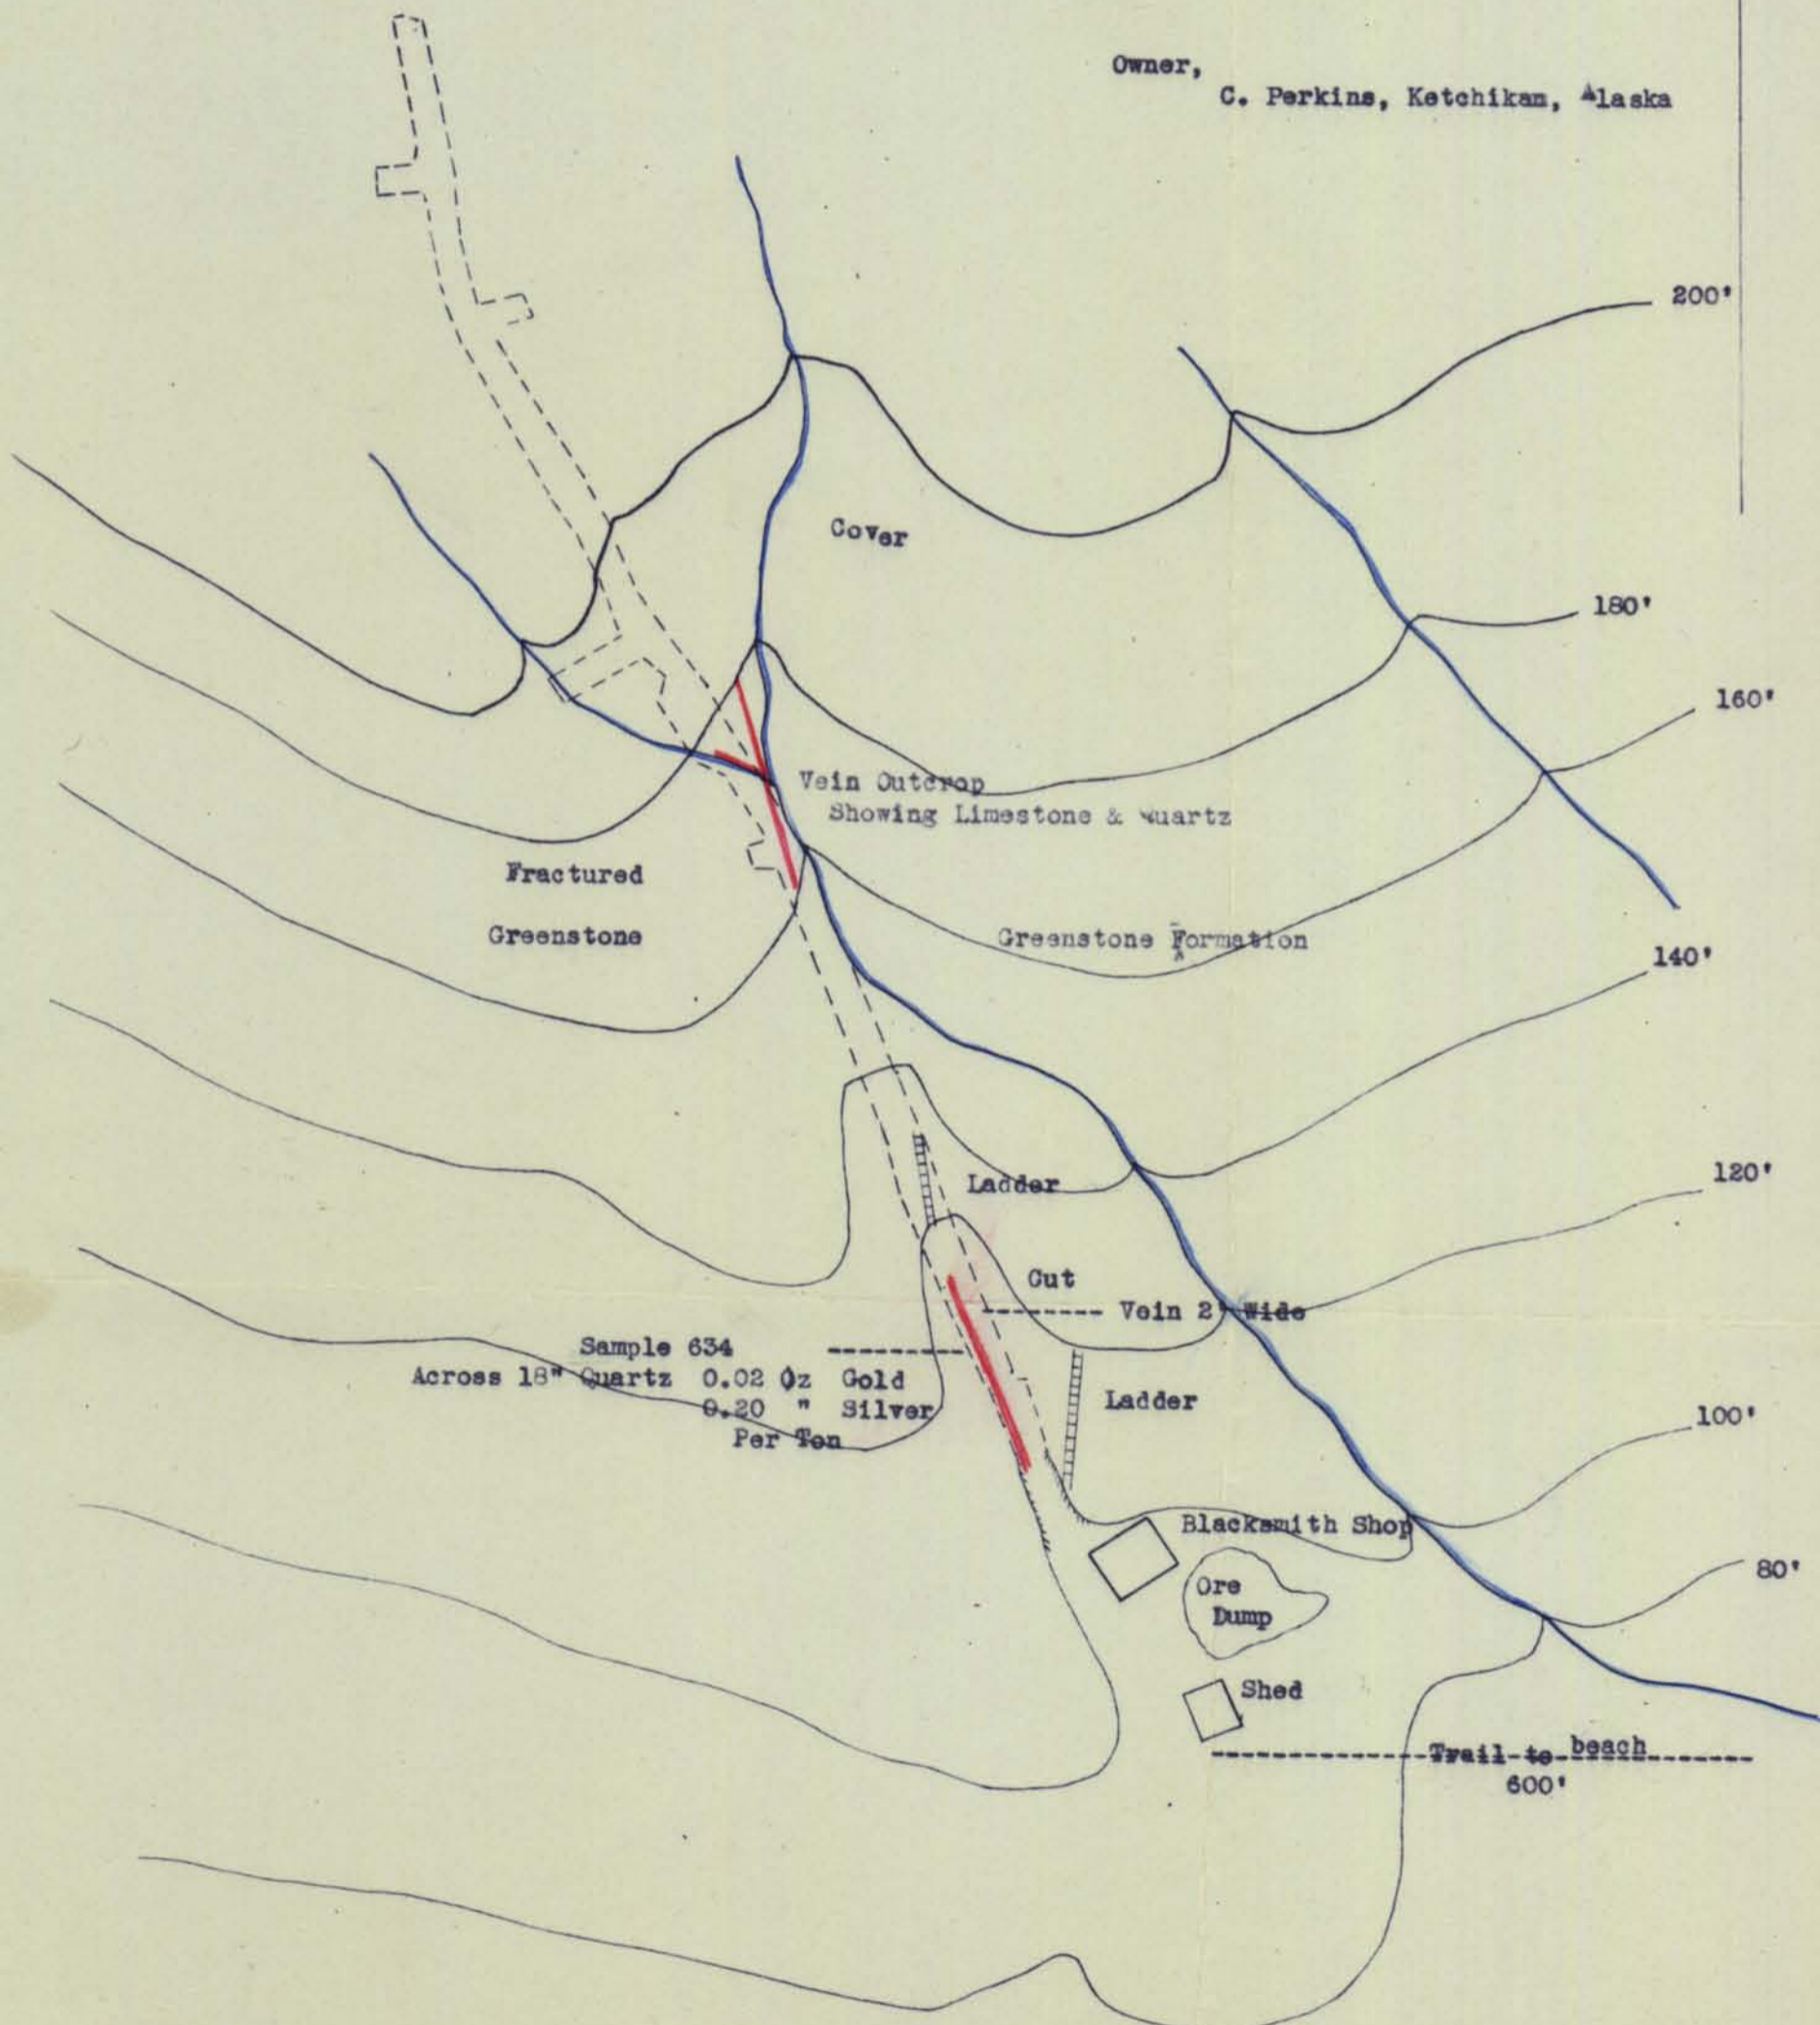 Owner,
C. Perkins, Ketchikan, Alaska
200'
Cover
180'
160'
Vein Outcrop
Showing Limestone & Quartz
Fractured
Greenstone
Greenstone Formation
140'
120'
Ladder
Cut
-------- Vein 2' Wide
Sample 634 ---------
Across 18" Quartz 0.02 Oz Gold
0.20 " Silver
Per Ton
Ladder
100'
Blacksmith Shop
80'
Ore
Dump
Shed
Trail to beach
600'